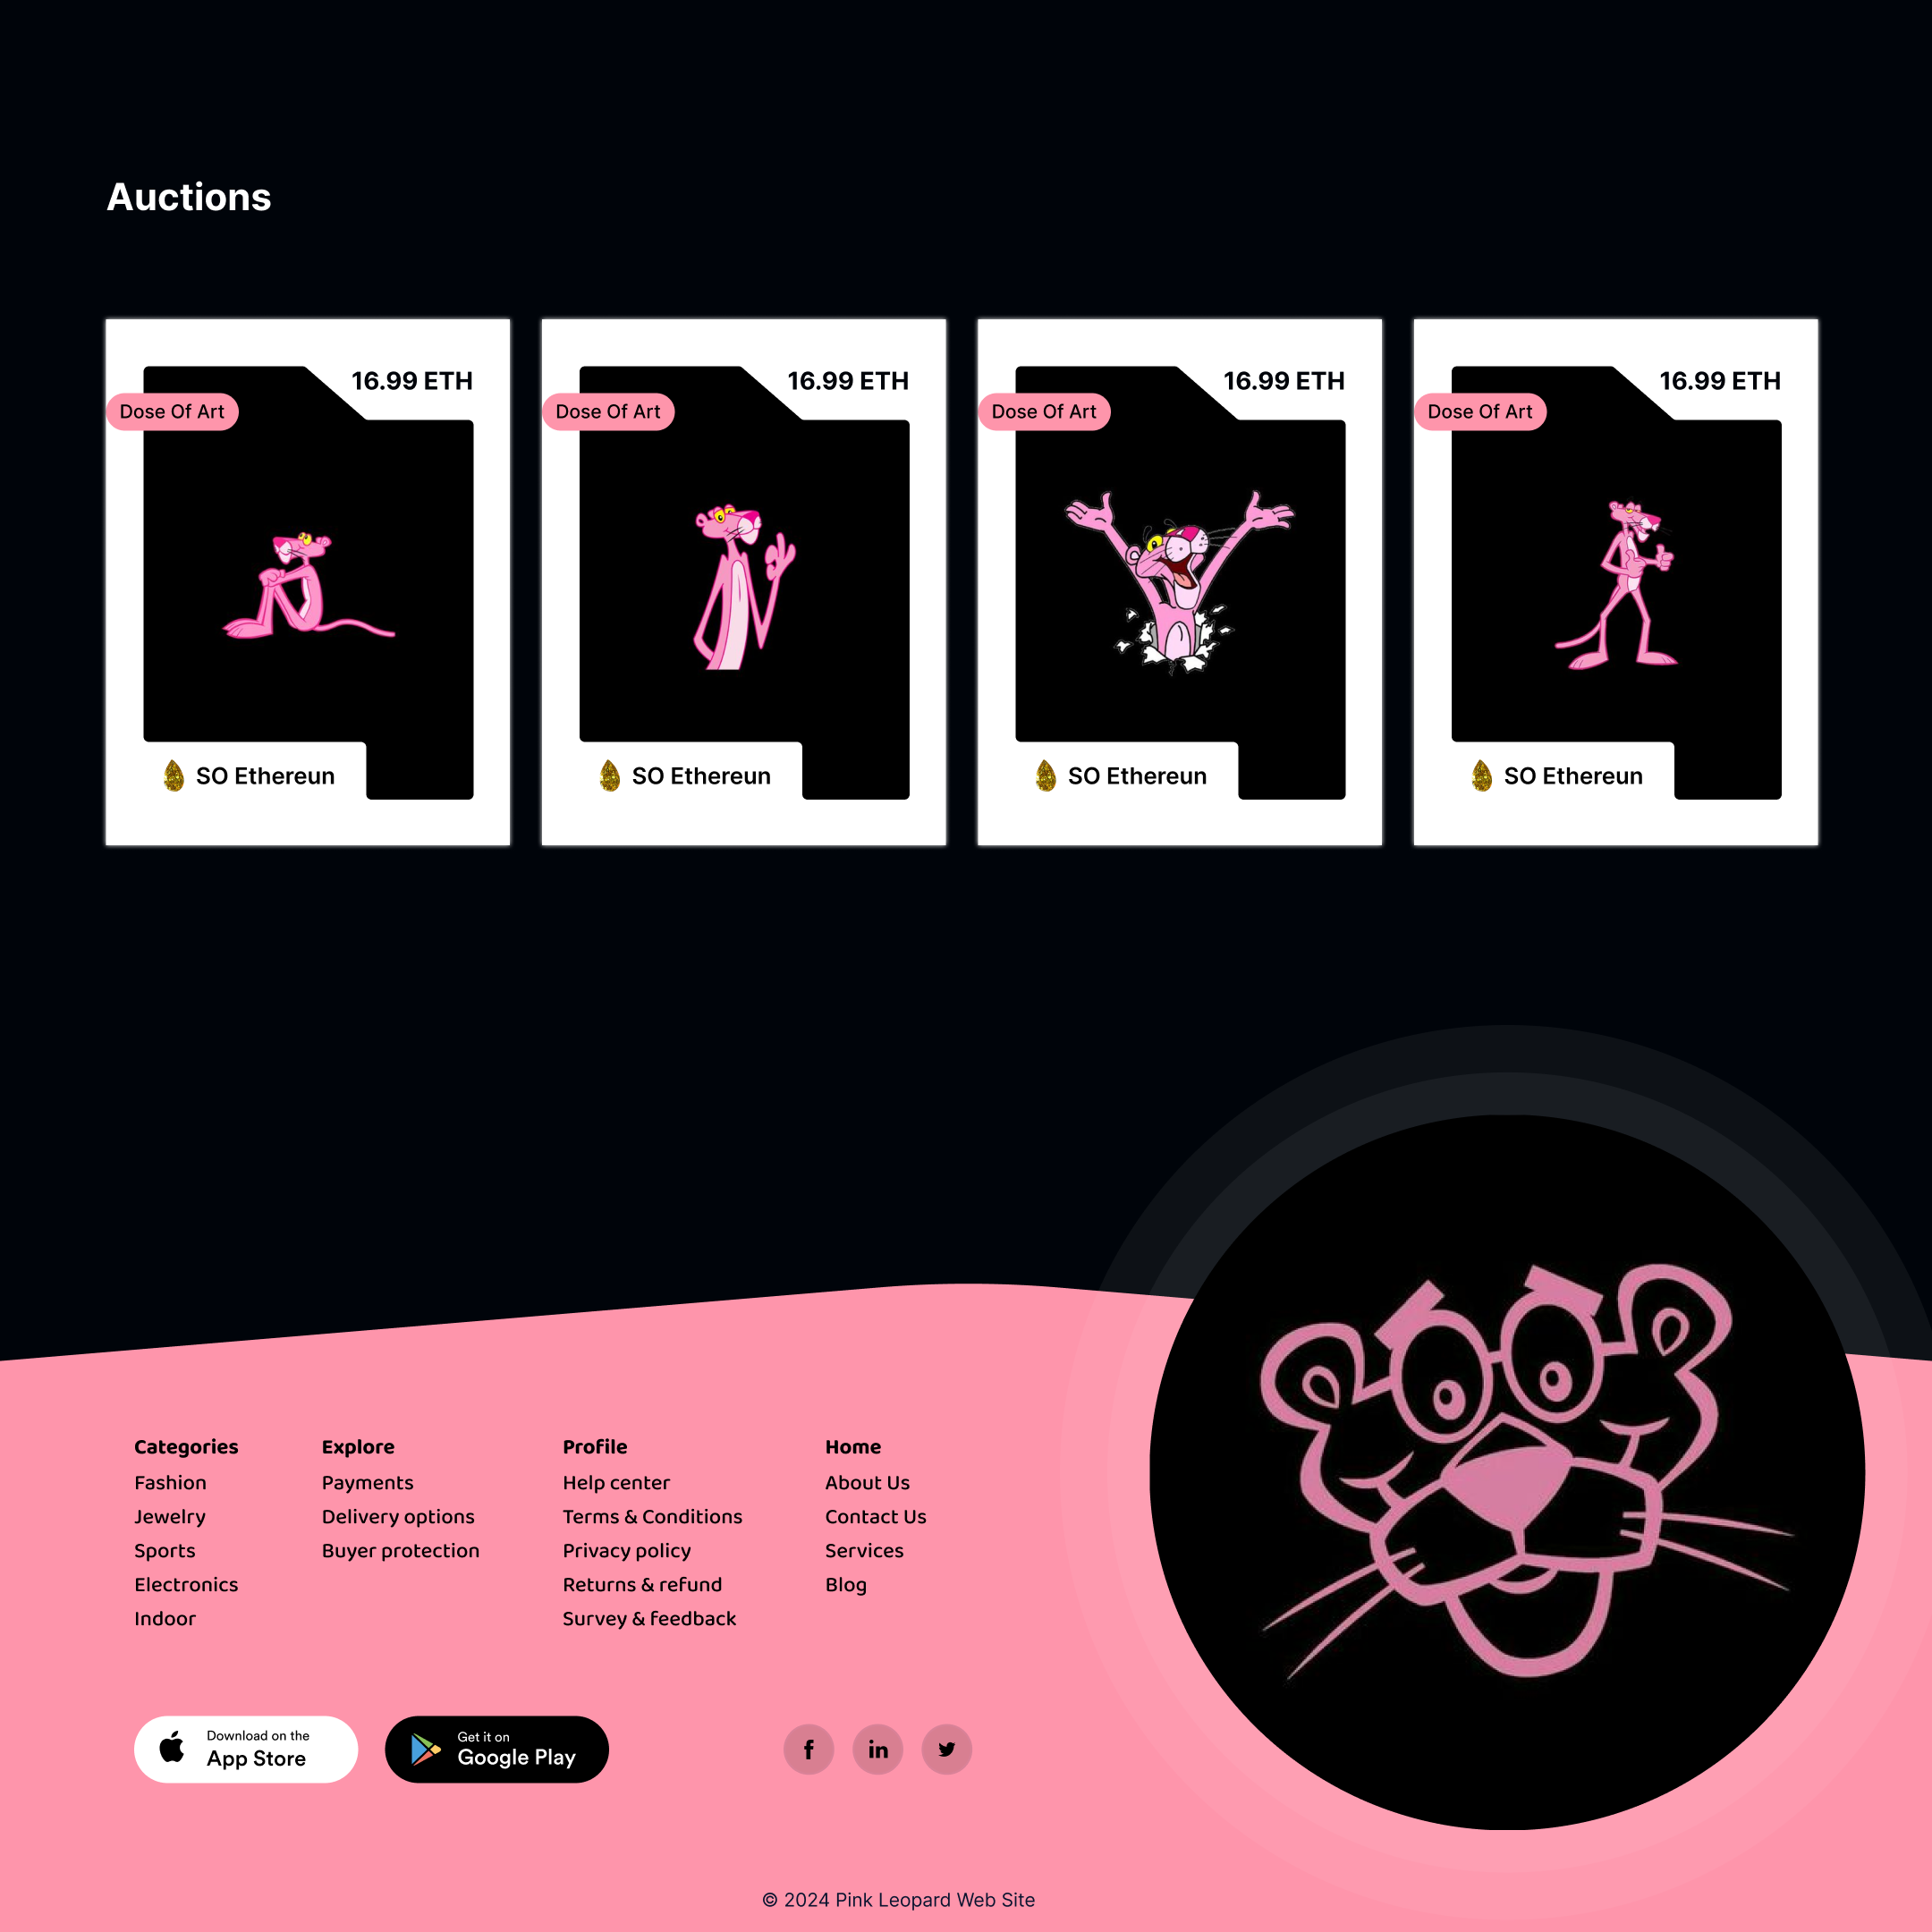 Auctions
16.99 ETH
Dose Of Art
SO Ethereun
16.99 ETH
Dose Of Art
SO Ethereun
16.99 ETH
Dose Of Art
SO Ethereun
16.99 ETH
Dose Of Art
SO Ethereun
Categories
Fashion
Jewelry
Sports
Electronics
Indoor
Explore
Payments
Delivery options
Buyer protection
Profile
Help center
Terms & Conditions
Privacy policy
Returns & refund
Survey & feedback
Home
About Us
Contact Us
Services
Blog
Download on the
App Store
Get it on
Google Play
f
in
© 2024 Pink Leopard Web Site